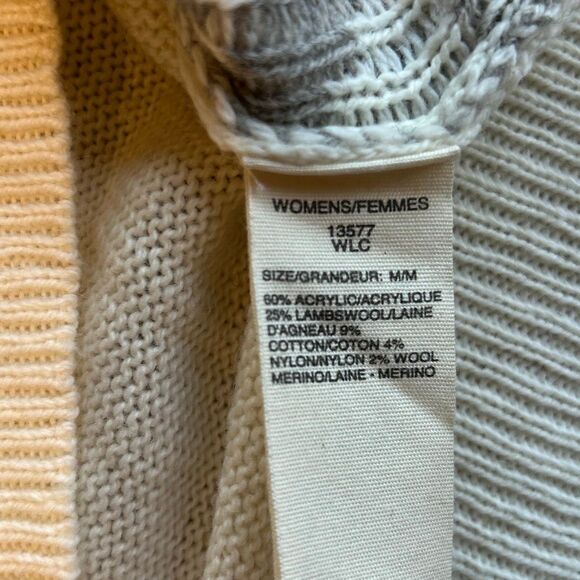 WOMENS/FEMMES
13577
WLC
SIZE/GRANDEUR: M/M
60% ACRYLIC/ACRYLIQUE
25% LAMBSWOOL/LAINE
D'AGNEAU 9%
COTTON/COTON 4%
NYLON/NYLON 2% WOOL
MERINO/LAINE - MERINO